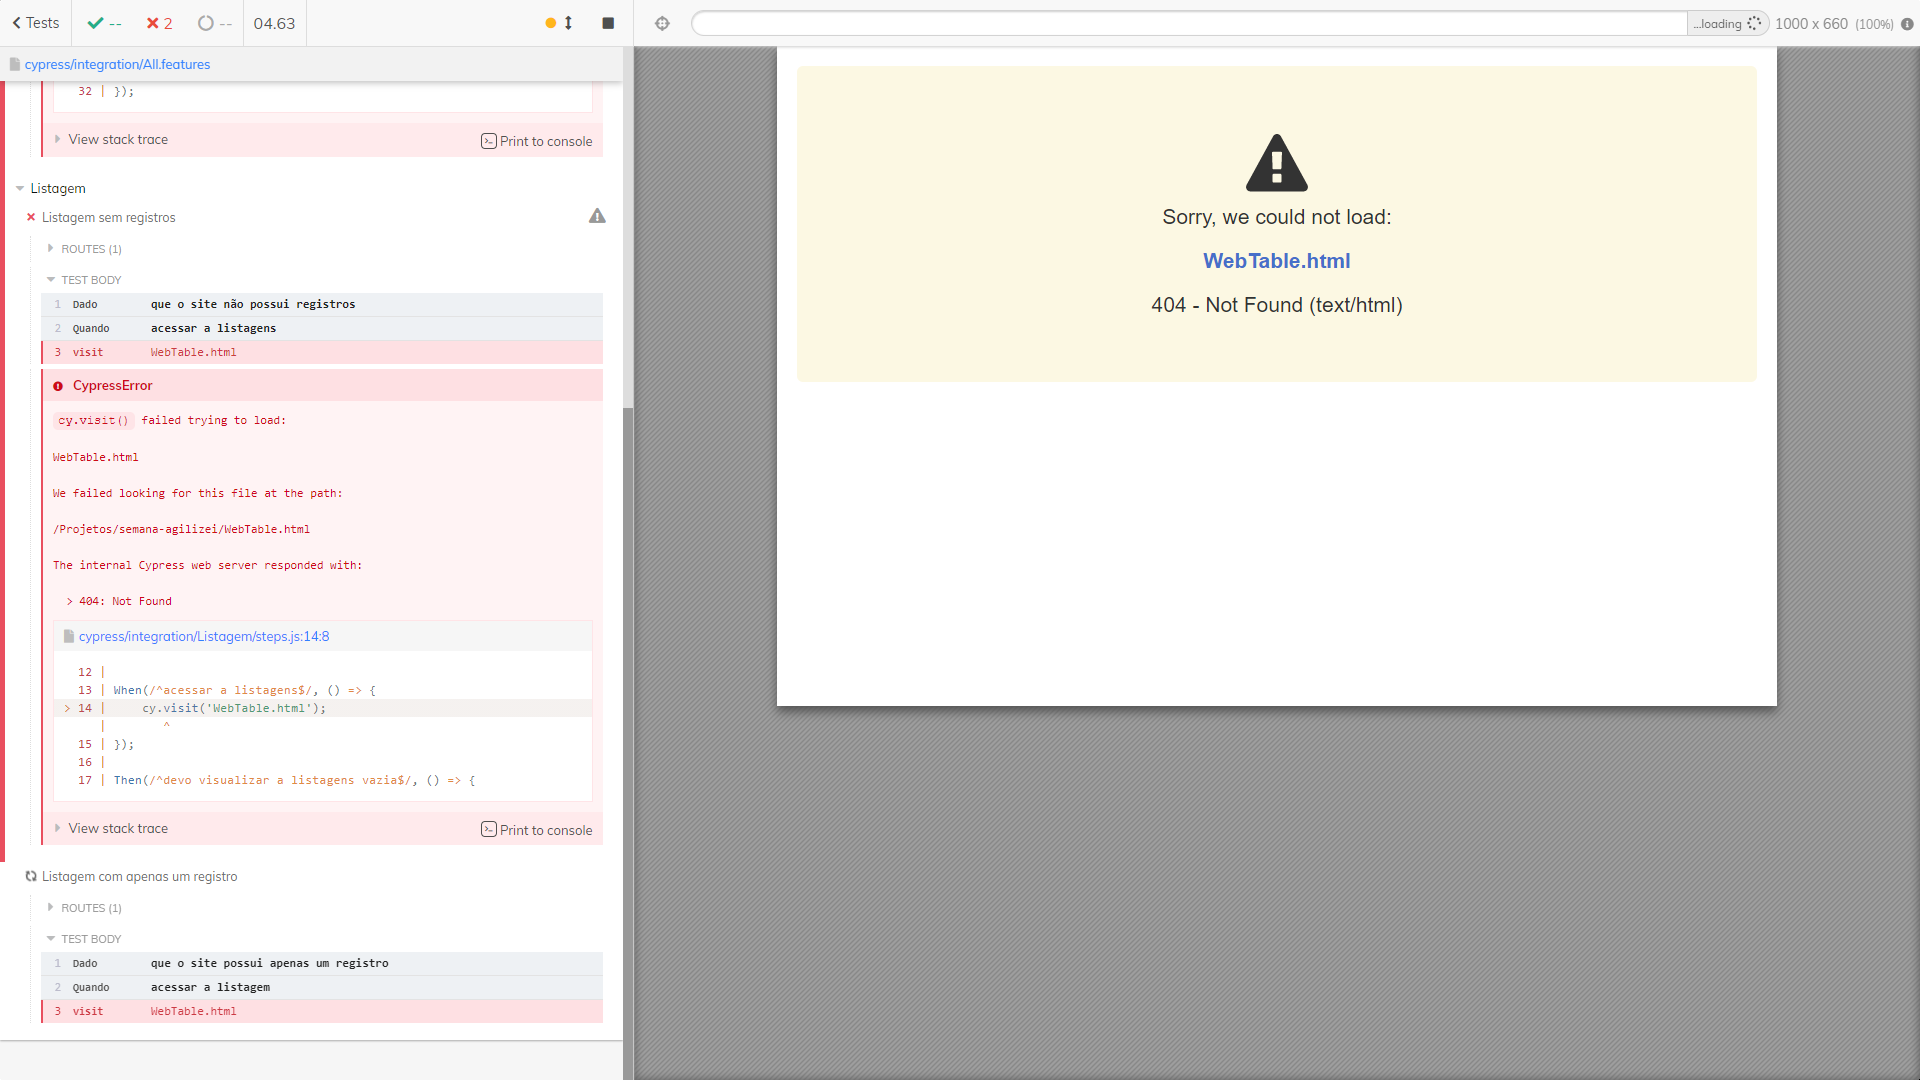 Tests
--
2
--
04.63
...loading
1000 x 660 (100%)
cypress/integration/All.features
32 | });
View stack trace
Print to console
Listagem
Listagem sem registros
ROUTES (1)
TEST BODY
1 Dado que o site não possui registros
2 Quando acessar a listagens
3 visit WebTable.html
CypressError
cy.visit() failed trying to load:
WebTable.html
We failed looking for this file at the path:
/Projetos/semana-agilizei/WebTable.html
The internal Cypress web server responded with:
> 404: Not Found
cypress/integration/Listagem/steps.js:14:8
12 |
13 | When(/^acessar a listagens$/, () => {
> 14 |     cy.visit('WebTable.html');
|        ^
15 | });
16 |
17 | Then(/^devo visualizar a listagens vazia$/, () => {
View stack trace
Print to console
Listagem com apenas um registro
ROUTES (1)
TEST BODY
1 Dado que o site possui apenas um registro
2 Quando acessar a listagem
3 visit WebTable.html
Sorry, we could not load:
WebTable.html
404 - Not Found (text/html)